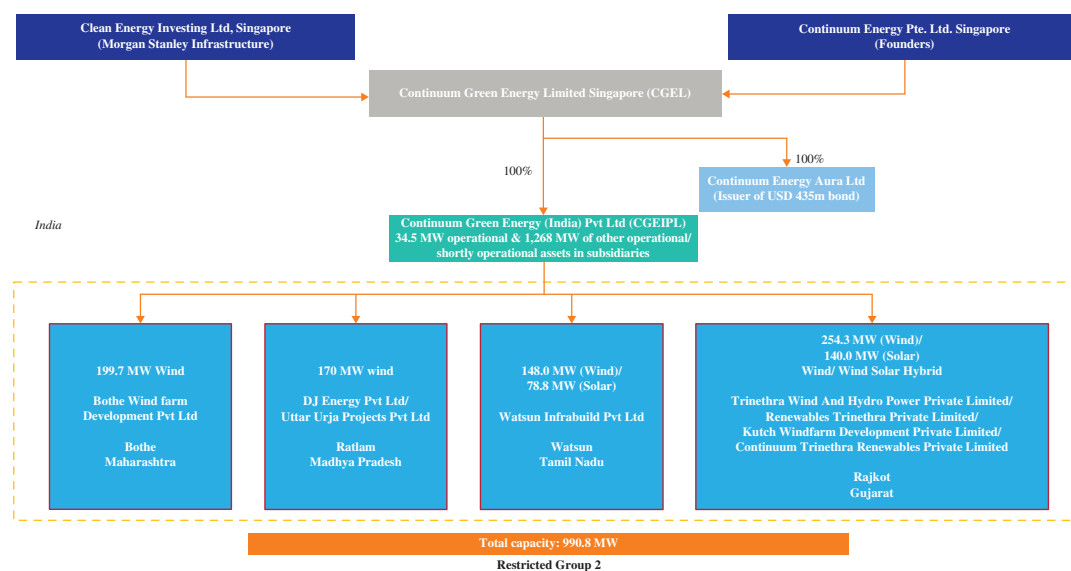 Clean Energy Investing Ltd, Singapore
(Morgan Stanley Infrastructure)
Continuum Energy Pte. Ltd. Singapore
(Founders)
Continuum Green Energy Limited Singapore (CGEL)
100%
100%
Continuum Energy Aura Ltd
(Issuer of USD 435m bond)
India
Continuum Green Energy (India) Pvt Ltd (CGEIPL)
34.5 MW operational & 1,268 MW of other operational/
shortly operational assets in subsidiaries
199.7 MW Wind
Bothe Wind farm
Development Pvt Ltd
Bothe
Maharashtra
170 MW wind
DJ Energy Pvt Ltd/
Uttar Urja Projects Pvt Ltd
Ratlam
Madhya Pradesh
148.0 MW (Wind)/
78.8 MW (Solar)
Watsun Infrabuild Pvt Ltd
Watsun
Tamil Nadu
254.3 MW (Wind)/
140.0 MW (Solar)
Wind/ Wind Solar Hybrid
Trinethra Wind And Hydro Power Private Limited/
Renewables Trinethra Private Limited/
Kutch Windfarm Development Private Limited/
Continuum Trinethra Renewables Private Limited
Rajkot
Gujarat
Total capacity: 990.8 MW
Restricted Group 2